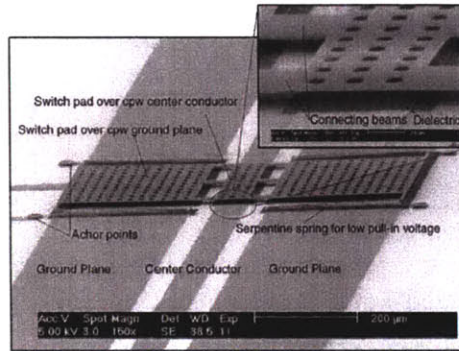 Switch pad over cpw center conductor
Switch pad over cpw ground plane
Connecting beams
Dielectric
Achor points
Serpentine spring for low pull-in voltage
Ground Plane
Center Conductor
Ground Plane
Acc.V Spot Magn Det WD Exp
5.00 kV 3.0 150x SE 38.5 11
200 µm